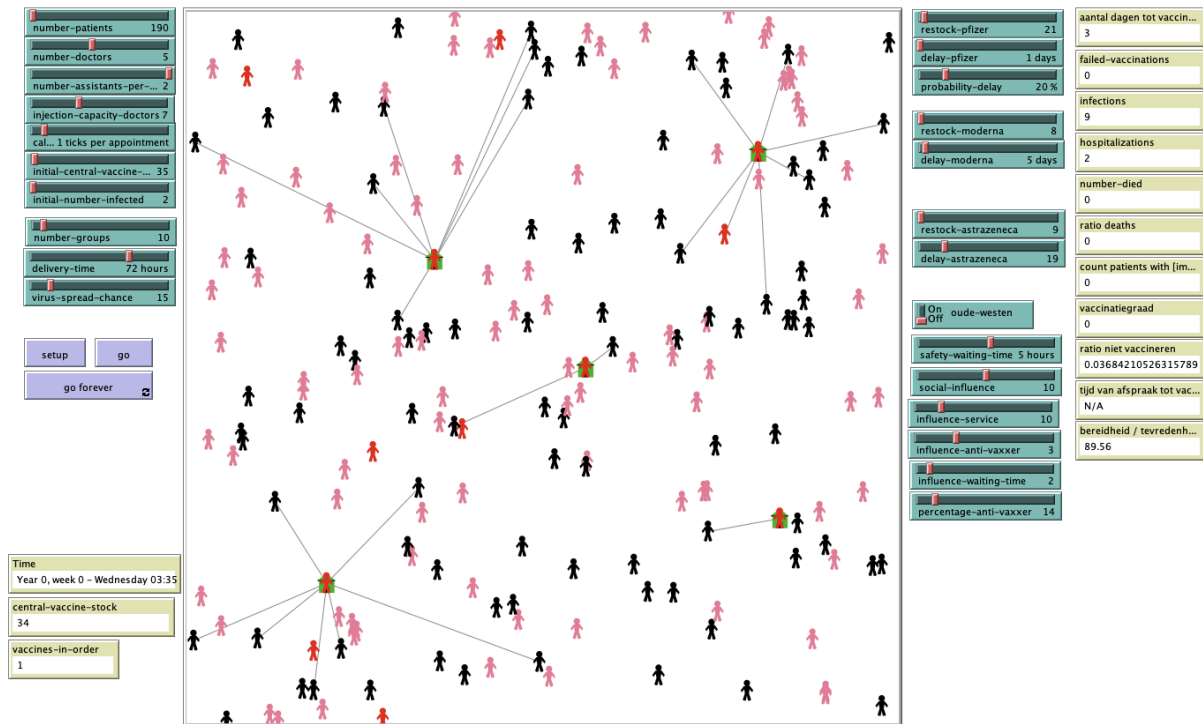 number-patients 190
number-doctors 5
number-assistants-per-... 2
injection-capacity-doctors 7
cal... 1 ticks per appointment
initial-central-vaccine-... 35
initial-number-infected 2
number-groups 10
delivery-time 72 hours
virus-spread-chance 15
setup go
go forever
Time
Year 0, week 0 - Wednesday 03:35
central-vaccine-stock
34
vaccines-in-order
1
restock-pfizer 21
delay-pfizer 1 days
probability-delay 20 %
restock-moderna 8
delay-moderna 5 days
restock-astrazeneca 9
delay-astrazeneca 19
On
Off oude-westen
safety-waiting-time 5 hours
social-influence 10
influence-service 10
influence-anti-vaxxer 3
influence-waiting-time 2
percentage-anti-vaxxer 14
aantal dagen tot vaccin...
3
failed-vaccinations
0
infections
9
hospitalizations
2
number-died
0
ratio deaths
0
count patients with [im...
0
vaccinatiegraad
0
ratio niet vaccineren
0.03684210526315789
tijd van afspraak tot vac...
N/A
bereidheid / tevredenh...
89.56